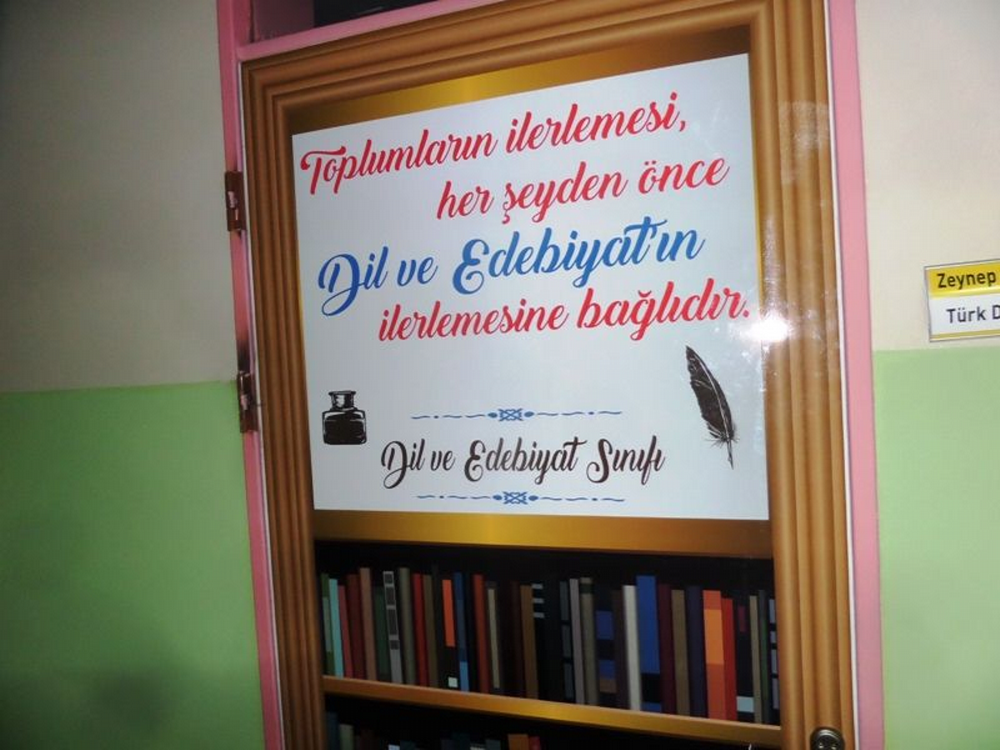 Toplumların ilerlemesi,
her şeyden önce
Dil ve Edebiyat'ın
ilerlemesine bağlıdır.
Dil ve Edebiyat Sınıfı
Zeynep
Türk D